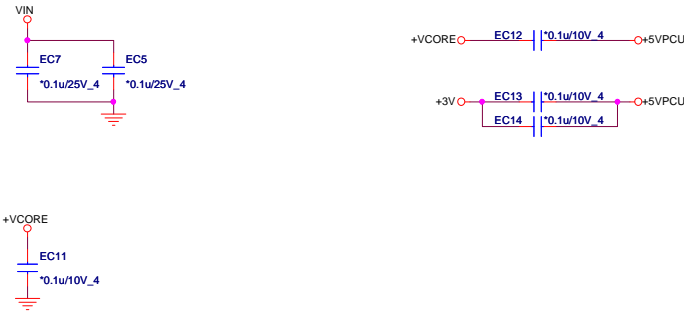 VIN
EC7
*0.1u/25V_4
EC5
*0.1u/25V_4
+VCORE
EC12
*0.1u/10V_4
+5VPCU
+3V
EC13
*0.1u/10V_4
+5VPCU
EC14
*0.1u/10V_4
+VCORE
EC11
*0.1u/10V_4